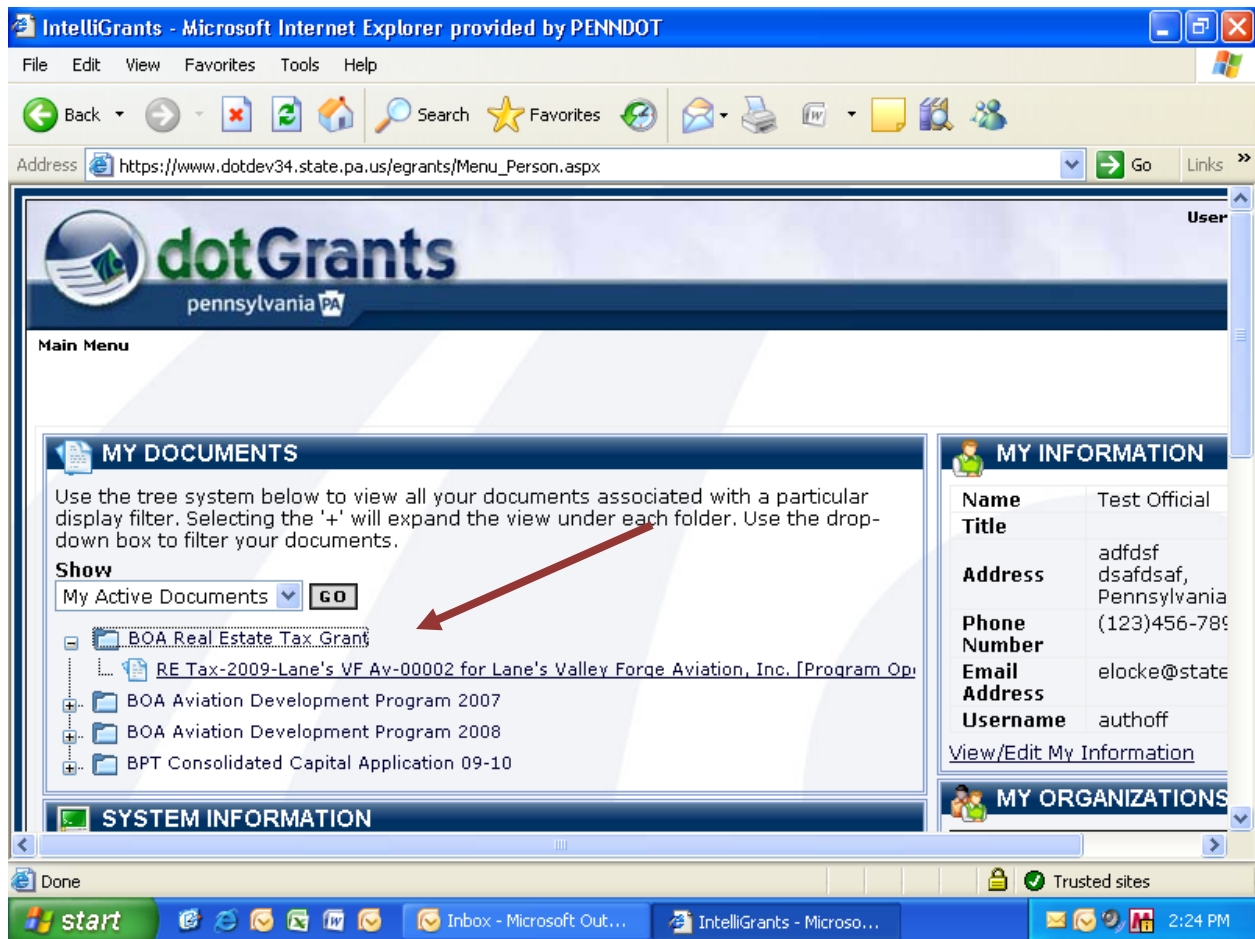 IntelliGrants - Microsoft Internet Explorer provided by PENNDOT
File Edit View Favorites Tools Help
Back Search Favorites
Address https://www.dotdev34.state.pa.us/egrants/Menu_Person.aspx Go Links »
User
dotGrants
pennsylvania PA
Main Menu
MY DOCUMENTS
Use the tree system below to view all your documents associated with a particular
display filter. Selecting the '+' will expand the view under each folder. Use the drop-
down box to filter your documents.
Show
My Active Documents GO
BOA Real Estate Tax Grant
RE Tax-2009-Lane's VF Av-00002 for Lane's Valley Forge Aviation, Inc. [Program
BOA Aviation Development Program 2007
BOA Aviation Development Program 2008
BPT Consolidated Capital Application 09-10
SYSTEM INFORMATION
MY INFORMATION
Name Test Official
Title
Address adfdsf
dsafdsaf,
Pennsylvania
Phone Number (123)456-789
Email Address elocke@state
Username authoff
View/Edit My Information
MY ORGANIZATIONS
Done Trusted sites
start Inbox - Microsoft Out... IntelliGrants - Microso... 2:24 PM